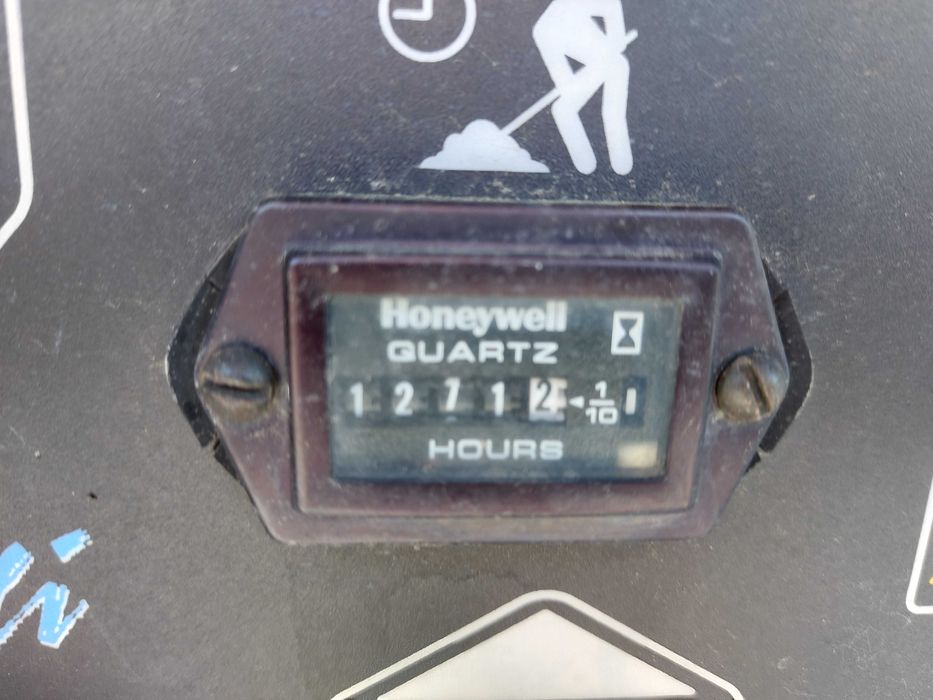 Honeywell
QUARTZ
1 2 7 1 2 ◄ 1/10
HOURS